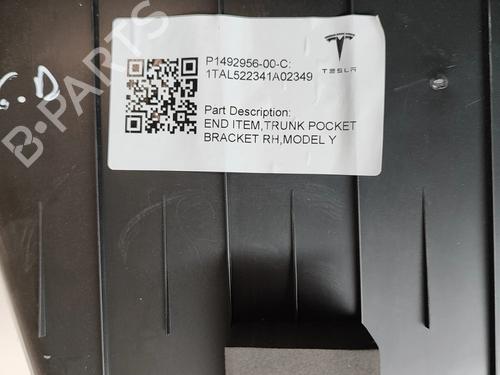 P1492956-00-C:
1TAL522341A02349
TESLA
Part Description:
END ITEM,TRUNK POCKET
BRACKET RH,MODEL Y
B-PARTS